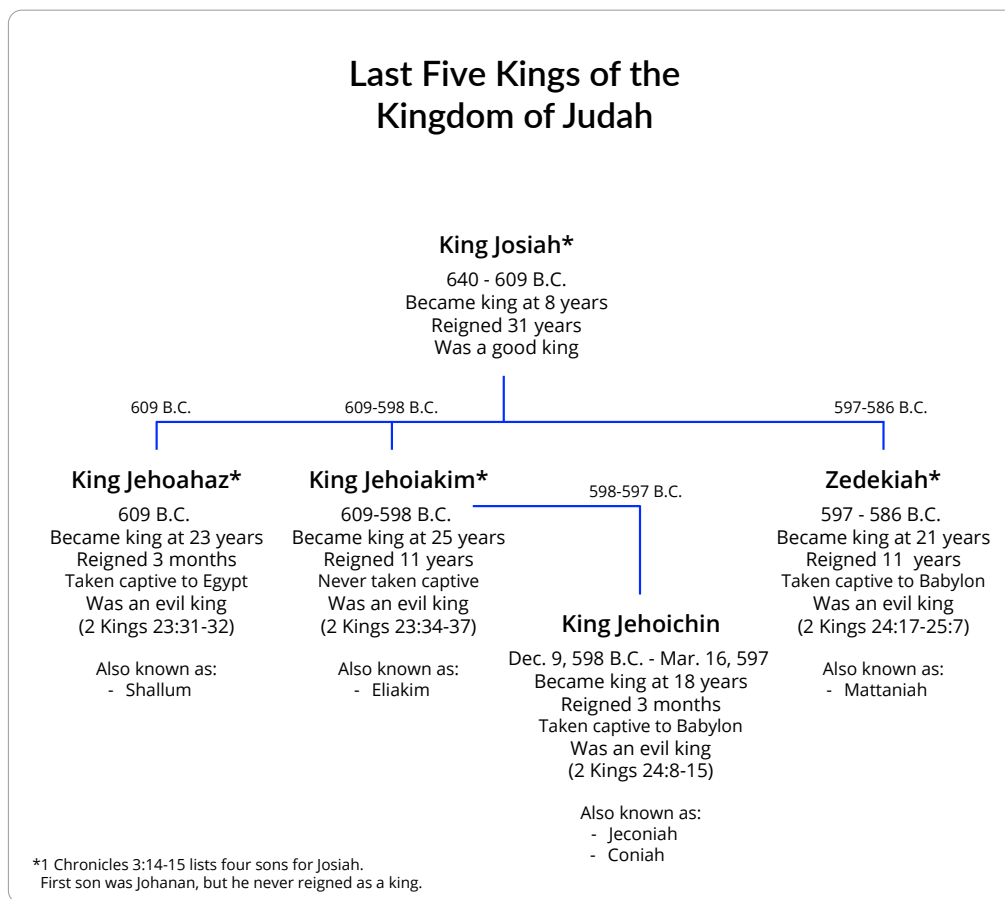 Last Five Kings of the
Kingdom of Judah
King Josiah*
640 - 609 B.C.
Became king at 8 years
Reigned 31 years
Was a good king
609 B.C.
609-598 B.C.
597-586 B.C.
King Jehoahaz*
609 B.C.
Became king at 23 years
Reigned 3 months
Taken captive to Egypt
Was an evil king
(2 Kings 23:31-32)
Also known as:
- Shallum
King Jehoiakim*
609-598 B.C.
Became king at 25 years
Reigned 11 years
Never taken captive
Was an evil king
(2 Kings 23:34-37)
Also known as:
- Eliakim
598-597 B.C.
King Jehoichin
Dec. 9, 598 B.C. - Mar. 16, 597
Became king at 18 years
Reigned 3 months
Taken captive to Babylon
Was an evil king
(2 Kings 24:8-15)
Also known as:
- Jeconiah
- Coniah
Zedekiah*
597 - 586 B.C.
Became king at 21 years
Reigned 11 years
Taken captive to Babylon
Was an evil king
(2 Kings 24:17-25:7)
Also known as:
- Mattaniah
*1 Chronicles 3:14-15 lists four sons for Josiah.
First son was Johanan, but he never reigned as a king.